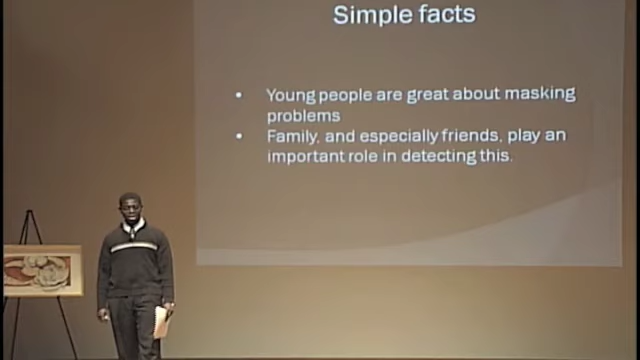 Simple facts
• Young people are great about masking
problems
• Family, and especially friends, play an
important role in detecting this.